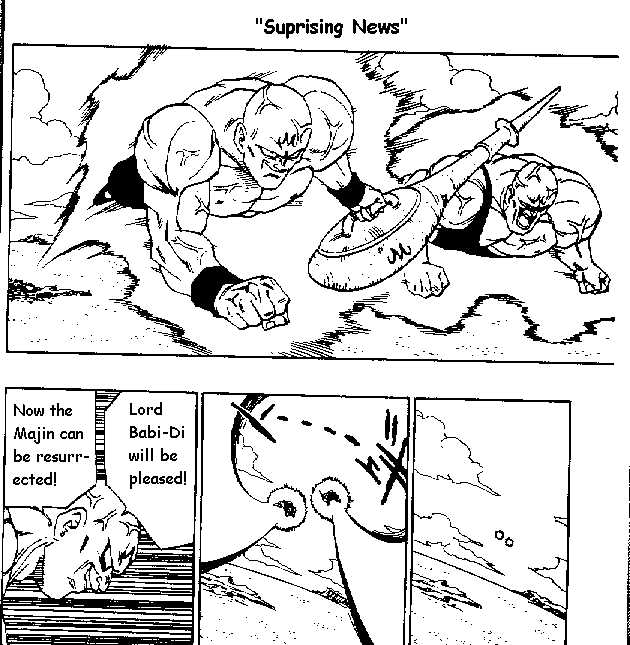 "Suprising News"
M
M
Now the
Majin can
be resurr-
ected!
Lord
Babi-Di
will be
pleased!